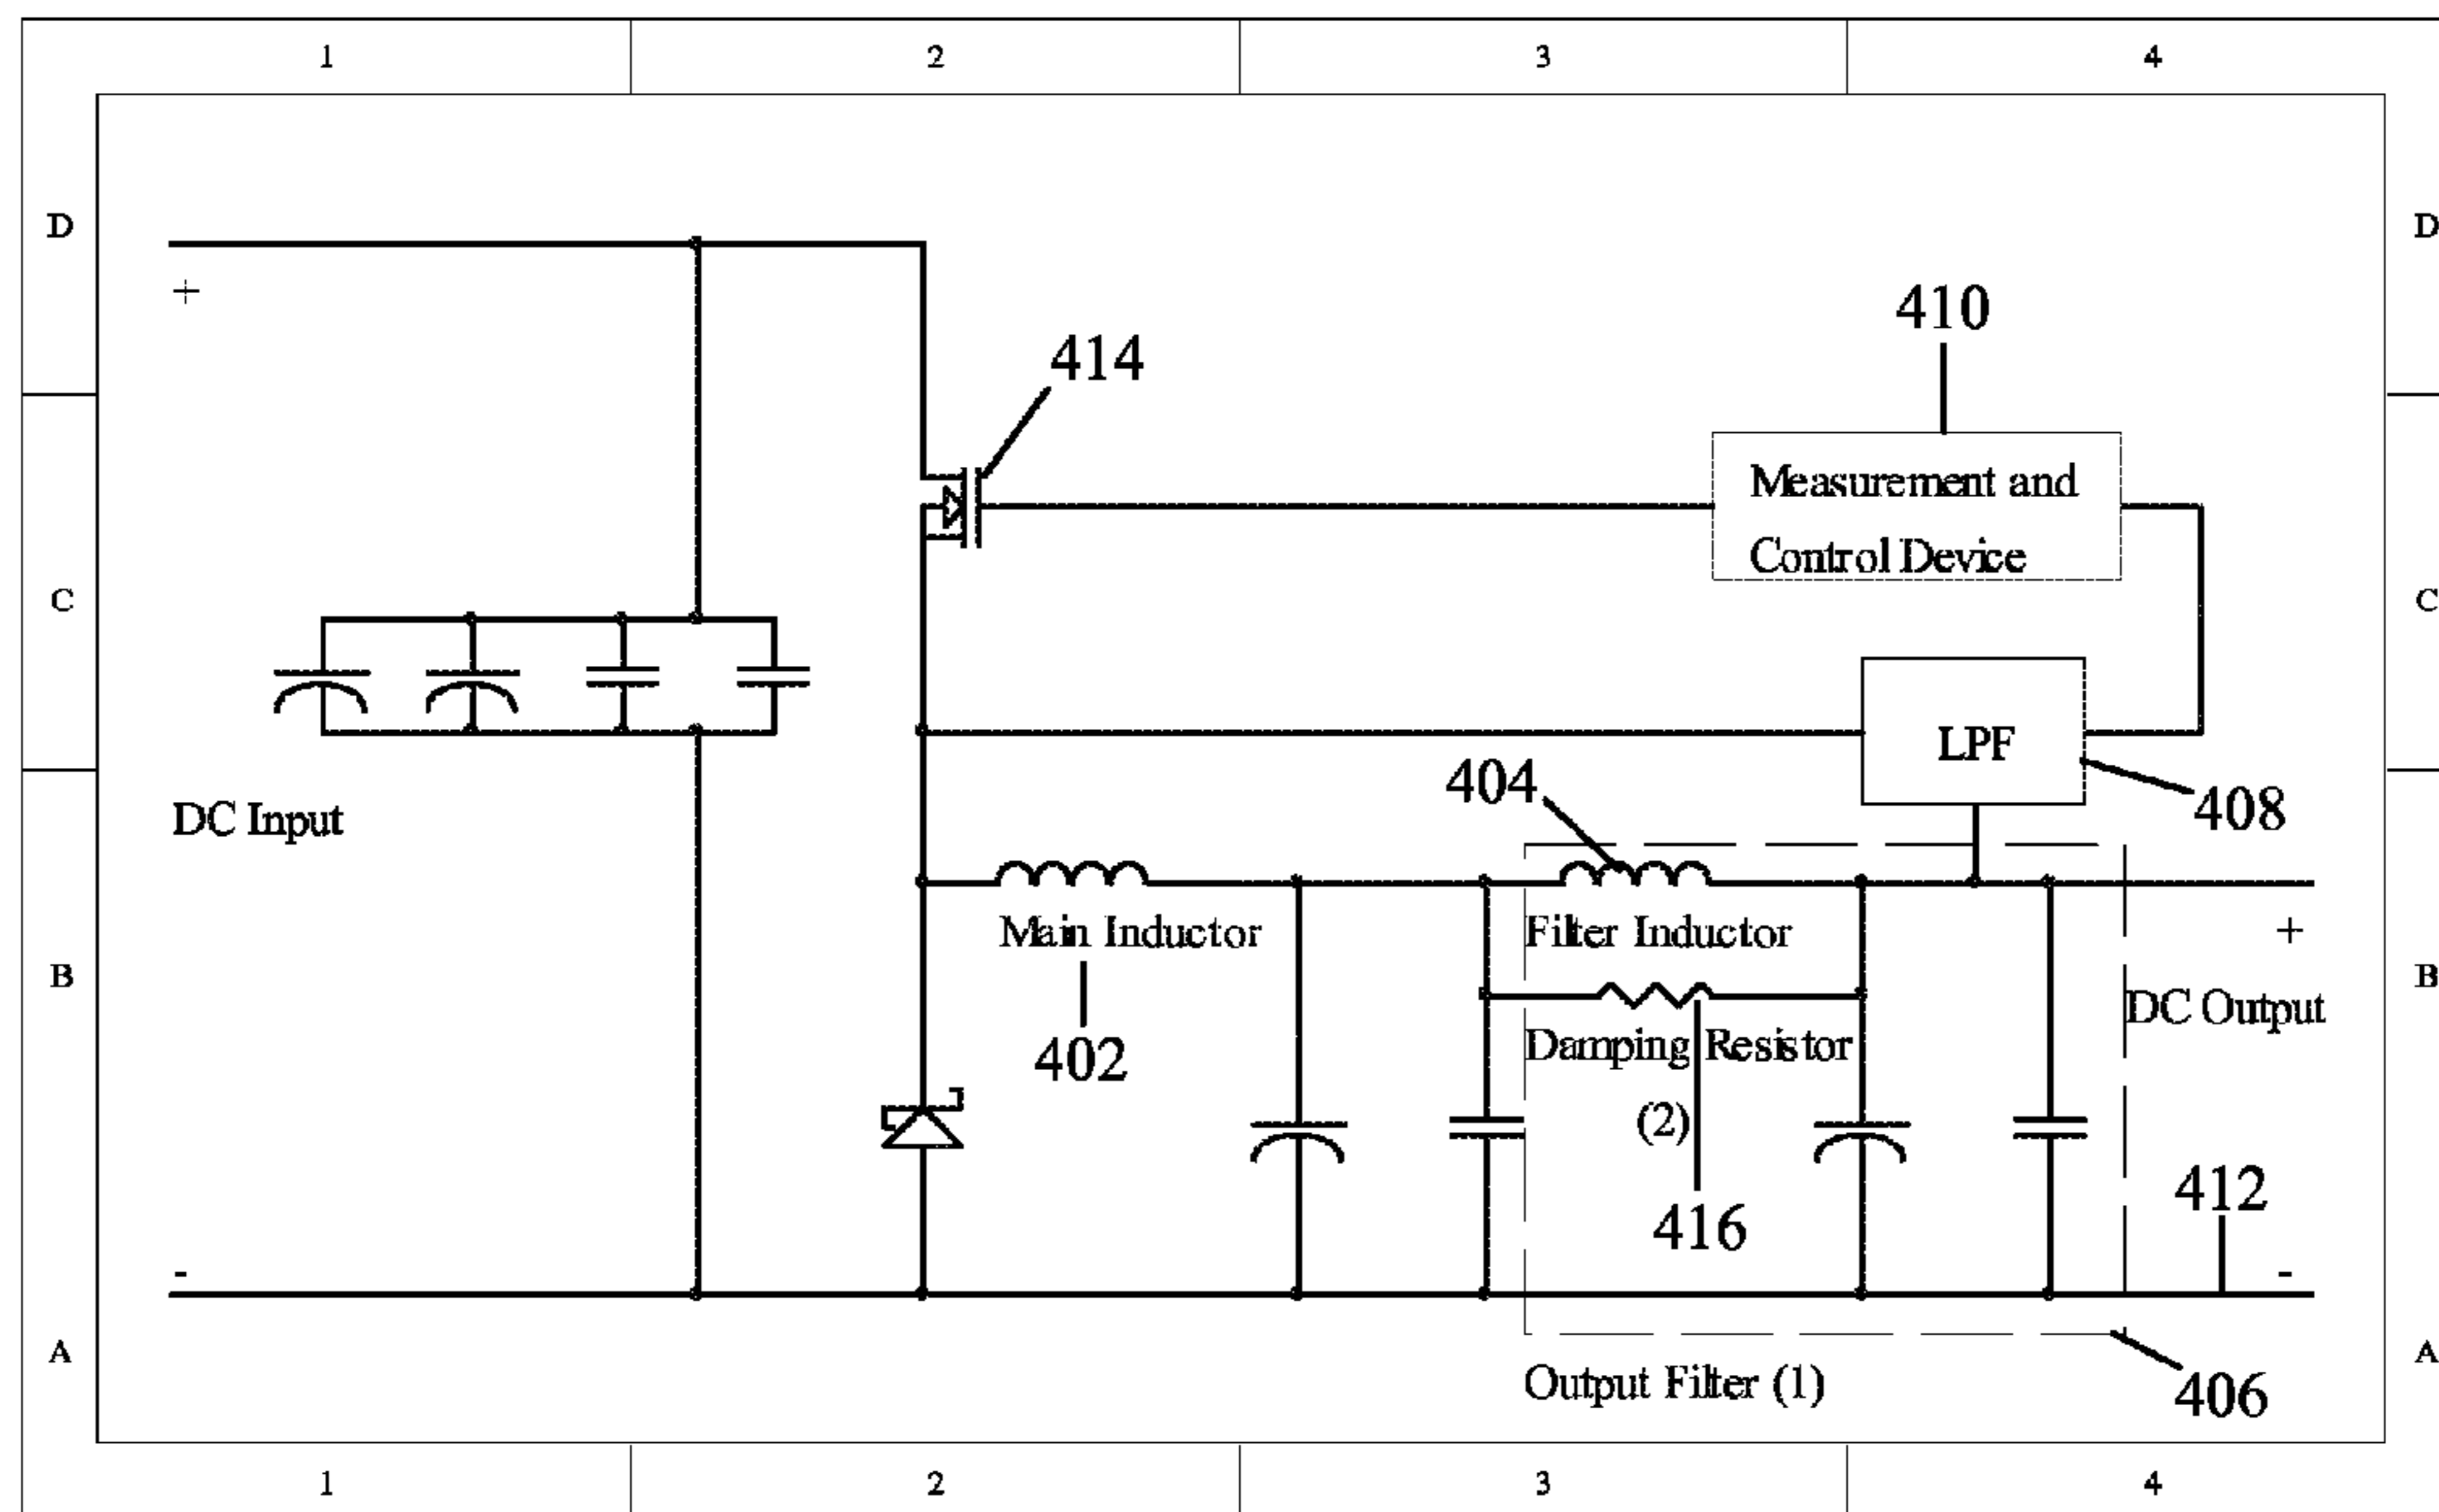 1 2 3 4
D D
+
410
414
Measurement and
Control Device
C C
LPF
404
408
DC Input
Main Inductor
Filter Inductor
+
B B
DC Output
Damping Resistor
402
(2)
412
416
- -
A A
Output Filter (1)
406
1 2 3 4